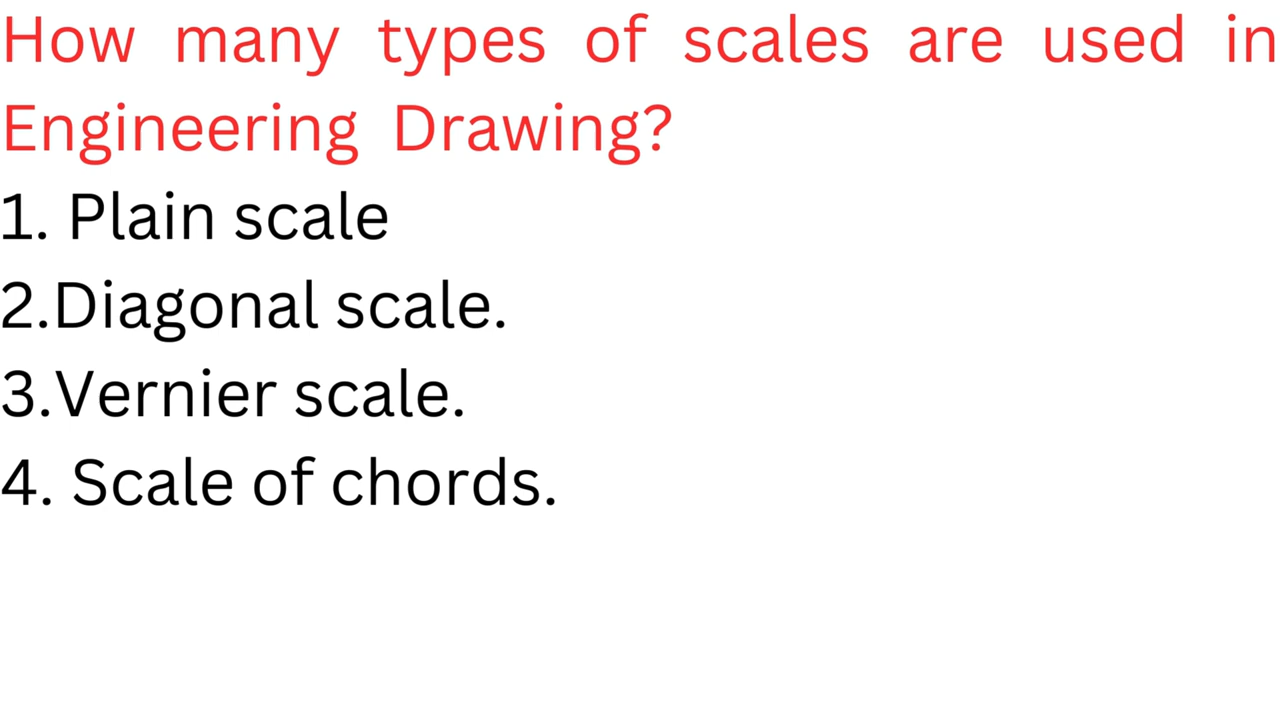 How many types of scales are used in
Engineering Drawing?
1. Plain scale
2.Diagonal scale.
3.Vernier scale.
4. Scale of chords.